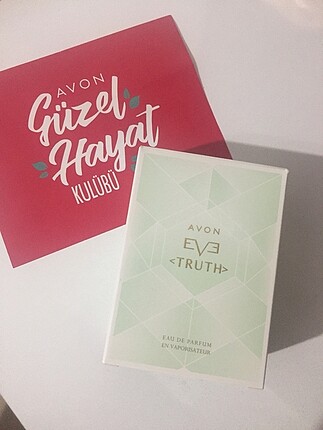 AVON
Güzel
Hayat
KULÜBÜ
AVON
EVE
<TRUTH>
EAU DE PARFUM
EN VAPORISATEUR